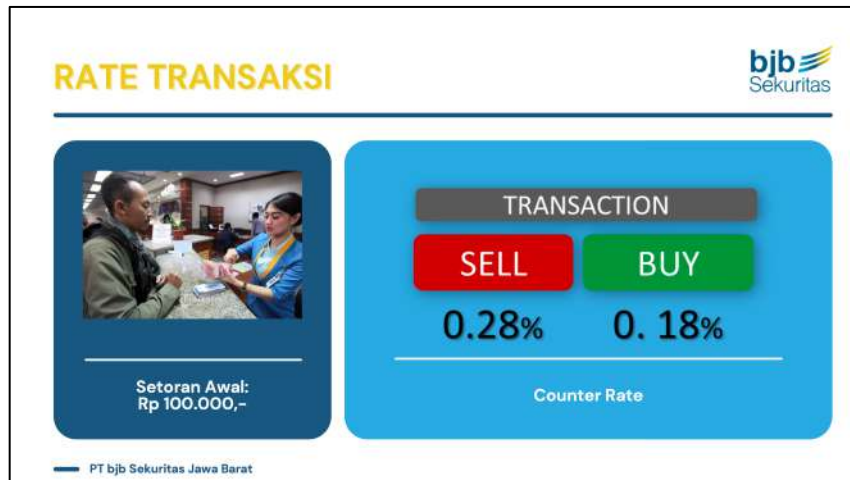 RATE TRANSAKSI
bjb
Sekuritas
TRANSACTION
SELL
BUY
0.28%
0. 18%
Setoran Awal:
Rp 100.000,-
Counter Rate
PT bjb Sekuritas Jawa Barat